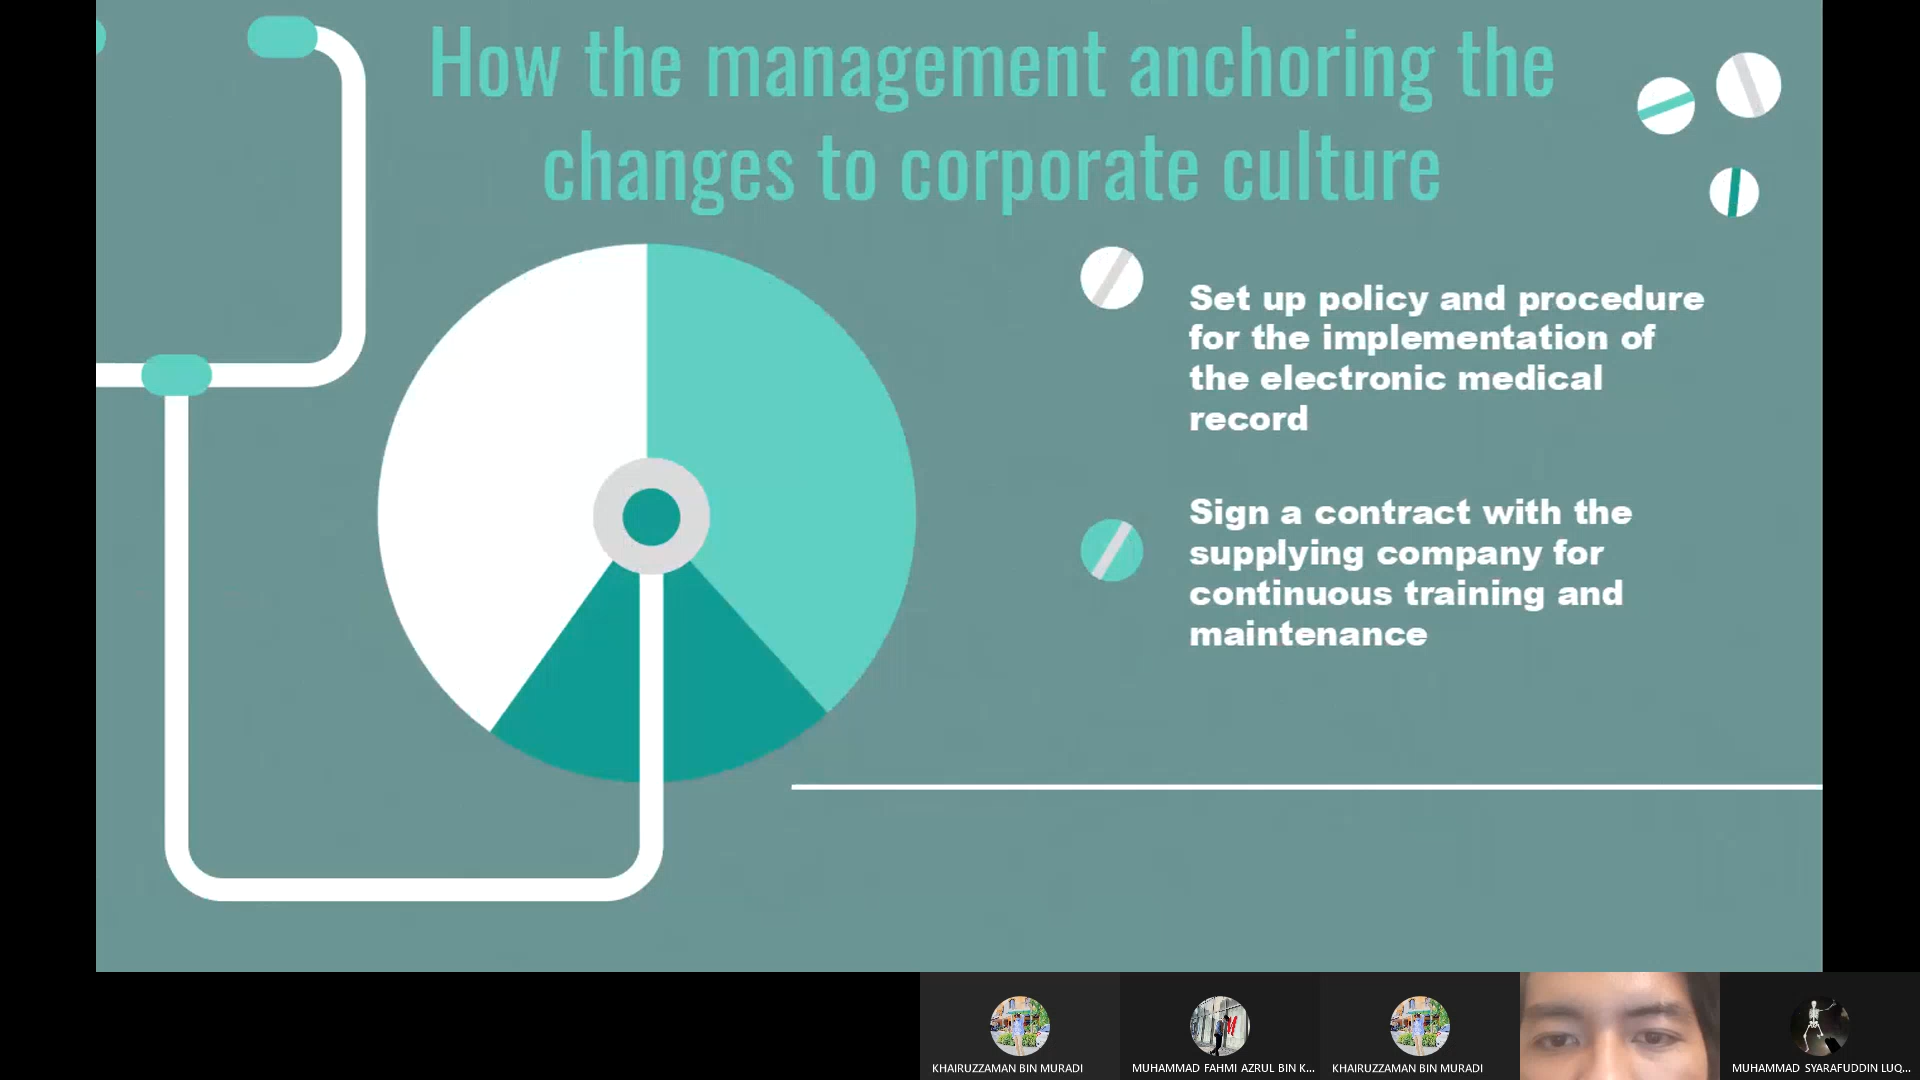 How the management anchoring the
changes to corporate culture
Set up policy and procedure
for the implementation of
the electronic medical
record
Sign a contract with the
supplying company for
continuous training and
maintenance
KHAIRUZZAMAN BIN MURADI
MUHAMMAD FAHMI AZRUL BIN K...
KHAIRUZZAMAN BIN MURADI
MUHAMMAD SYARAFUDDIN LUQ...